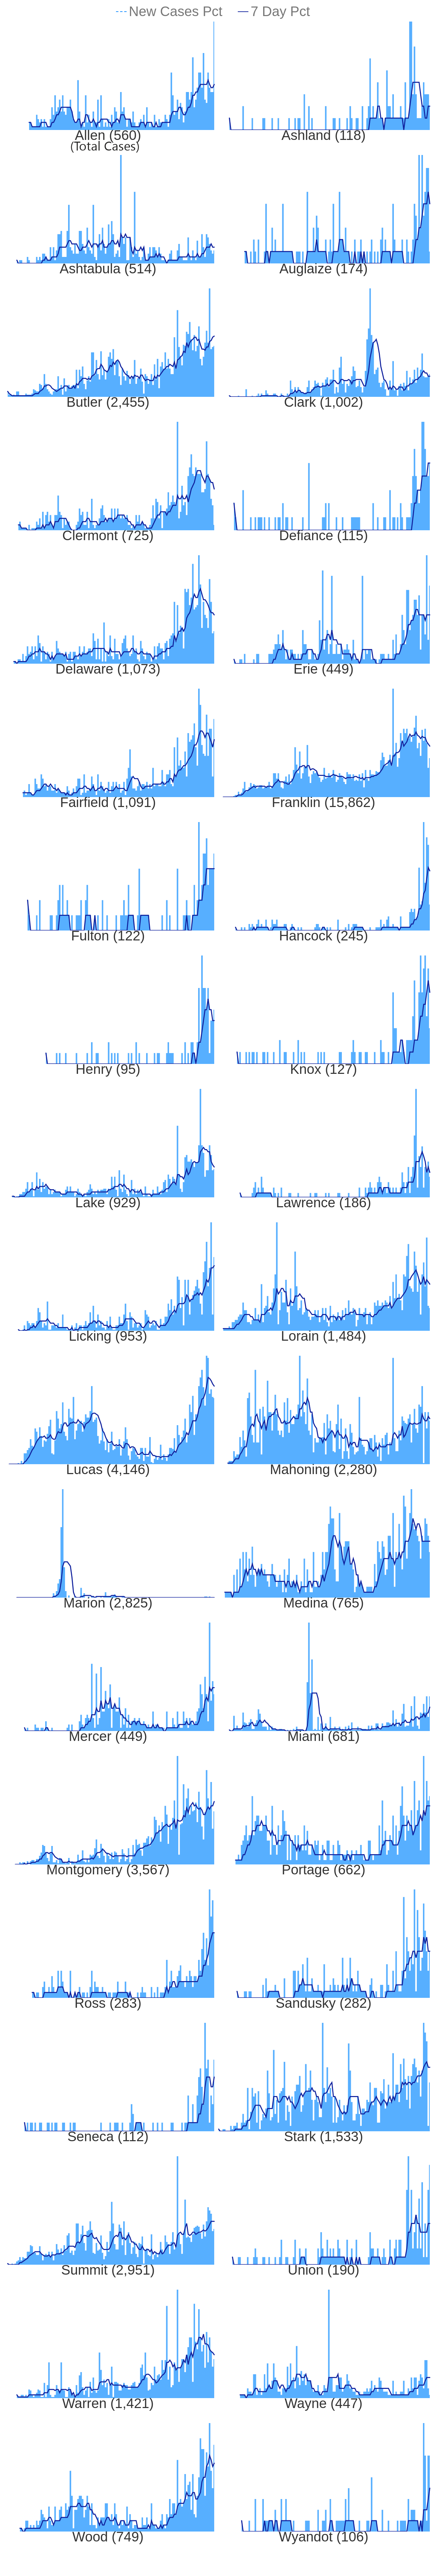 New Cases Pct 7 Day Pct
Allen (560) Ashland (118)
(Total Cases)
Ashtabula (514) Auglaize (174)
Butler (2,455) Clark (1,002)
Clermont (725) Defiance (115)
Delaware (1,073) Erie (449)
Fairfield (1,091) Franklin (15,862)
Fulton (122) Hancock (245)
Henry (95) Knox (127)
Lake (929) Lawrence (186)
Licking (953) Lorain (1,484)
Lucas (4,146) Mahoning (2,280)
Marion (2,825) Medina (765)
Mercer (449) Miami (681)
Montgomery (3,567) Portage (662)
Ross (283) Sandusky (282)
Seneca (112) Stark (1,533)
Summit (2,951) Union (190)
Warren (1,421) Wayne (447)
Wood (749) Wyandot (106)